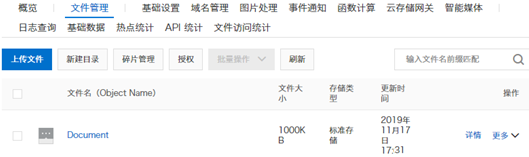 概览 文件管理 基础设置 域名管理 图片处理 事件通知 函数计算 云存储网关 智能媒体
日志查询 基础数据 热点统计 API 统计 文件访问统计
上传文件 新建目录 碎片管理 授权 批量操作 刷新 输入文件名前缀匹配
文件名（Object Name） 文件大小 存储类型 更新时间 操作
Document 1000KB 标准存储 2019年11月17日 17:31 详情 更多